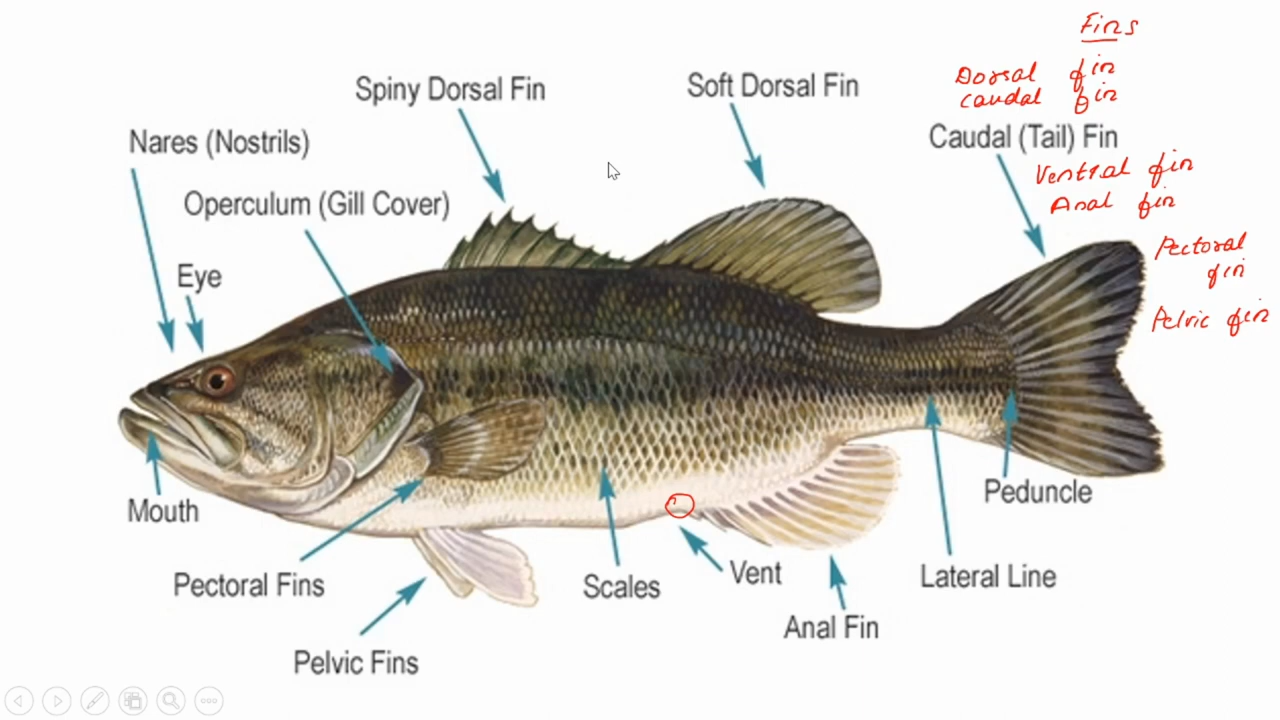 Fins
Dorsal fin
caudal fin
Spiny Dorsal Fin
Soft Dorsal Fin
Nares (Nostrils)
Caudal (Tail) Fin
Ventral fin
Anal fin
Operculum (Gill Cover)
Pectoral
fin
Eye
Pelvic fin
Mouth
Peduncle
Pectoral Fins
Scales
Vent
Lateral Line
Anal Fin
Pelvic Fins